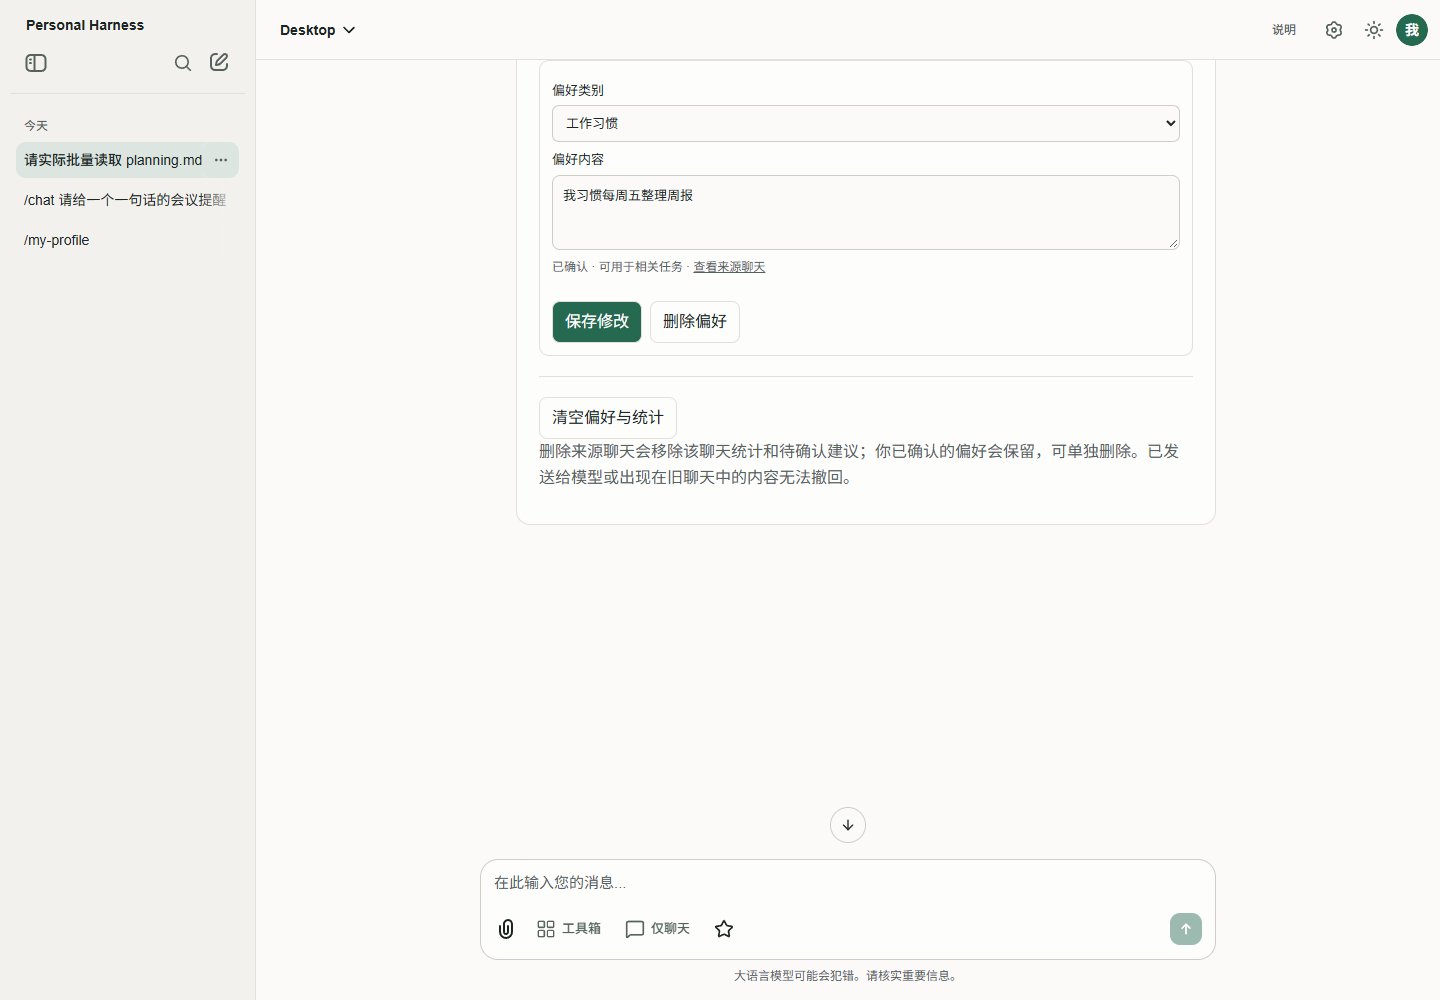 Personal Harness
今天
请实际批量读取 planning.md
/chat 请给一个一句话的会议提醒
/my-profile
Desktop
说明
我
偏好类别
工作习惯
偏好内容
我习惯每周五整理周报
已确认 · 可用于相关任务 · 查看来源聊天
保存修改
删除偏好
清空偏好与统计
删除来源聊天会移除该聊天统计和待确认建议；你已确认的偏好会保留，可单独删除。已发
送给模型或出现在旧聊天中的内容无法撤回。
在此输入您的消息...
工具箱
仅聊天
大语言模型可能会犯错。请核实重要信息。